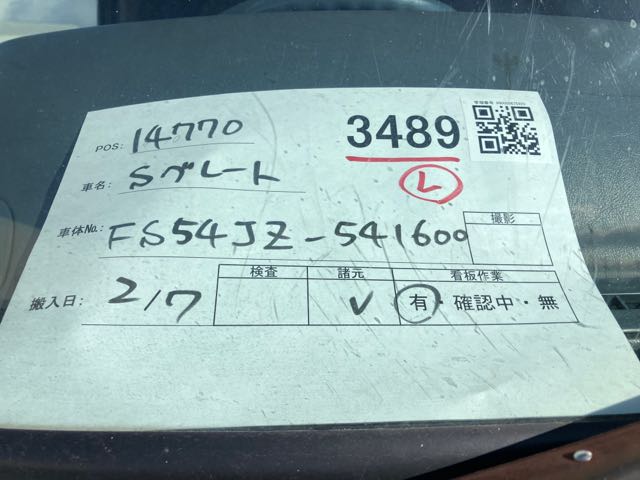 POS: 14770
3489
車名: Sグレート
L
車体No.: FS54JZ-541600
撮影
搬入日: 2/7
検査 諸元 看板作業
✓ 有・確認中・無